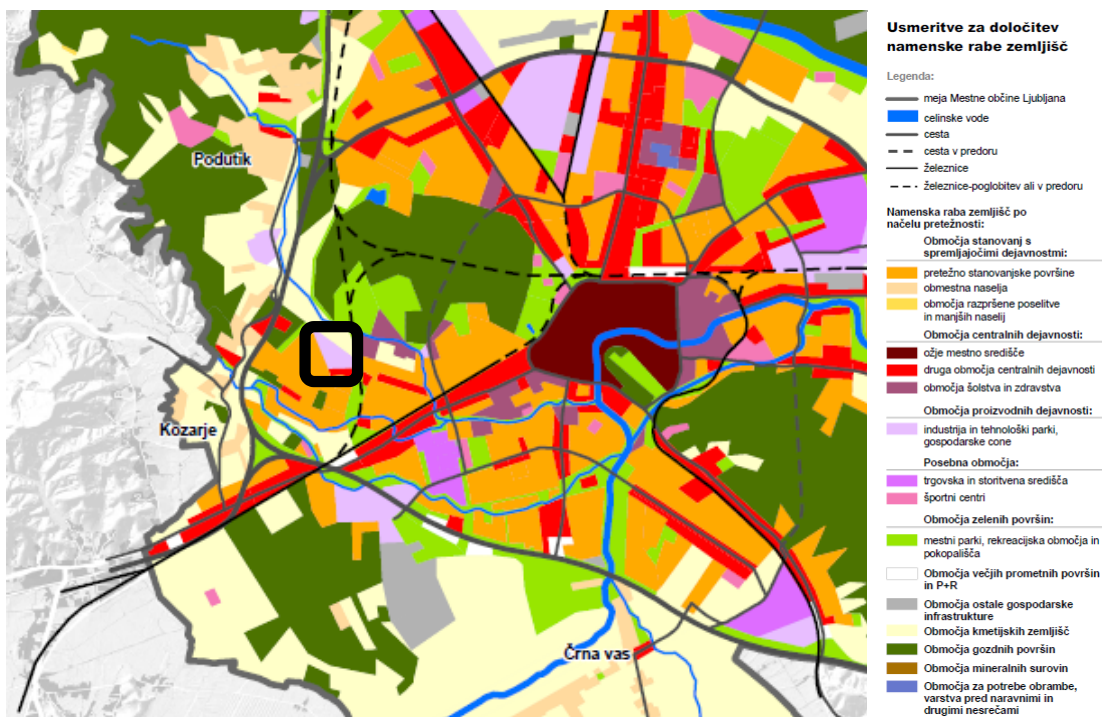 Podutik
Kozarje
Črna vas
Usmeritve za določitev
namenske rabe zemljišč
Legenda:
meja Mestne občine Ljubljana
celinske vode
cesta
cesta v predoru
železnice
železnice-poglobitev ali v predoru
Namenska raba zemljišč po
načelu pretežnosti:
Območja stanovanj s
spremljajočimi dejavnostmi:
pretežno stanovanjske površine
obmestna naselja
območja razpršene poselitve
in manjših naselij
Območja centralnih dejavnosti:
ožje mestno središče
druga območja centralnih dejavnosti
območja šolstva in zdravstva
Območja proizvodnih dejavnosti:
industrija in tehnološki parki,
gospodarske cone
Posebna območja:
trgovska in storitvena središča
športni centri
Območja zelenih površin:
mestni parki, rekreacijska območja in
pokopališča
Območja večjih prometnih površin
in P+R
Območja ostale gospodarske
infrastrukture
Območja kmetijskih zemljišč
Območja gozdnih površin
Območja mineralnih surovin
Območja za potrebe obrambe,
varstva pred naravnimi in
drugimi nesrečami